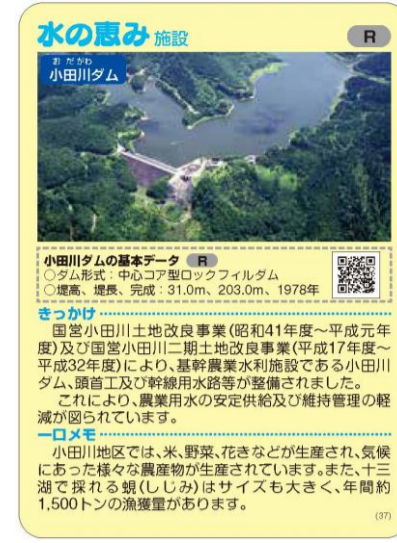 水の恵み 施設 R
おだがわ
小田川ダム
小田川ダムの基本データ R
○ダム形式：中心コア型ロックフィルダム
○堤高、堤長、完成：31.0m、203.0m、1978年
きっかけ
国営小田川土地改良事業(昭和41年度～平成元年
度)及び国営小田川二期土地改良事業(平成17年度～
平成32年度)により、基幹農業水利施設である小田川
ダム、頭首工及び幹線用水路等が整備されました。
これにより、農業用水の安定供給及び維持管理の軽
減が図られています。
一口メモ
小田川地区では、米、野菜、花きなどが生産され、気候
にあった様々な農産物が生産されています。また、十三
湖で採れる蜆(しじみ)はサイズも大きく、年間約
1,500トンの漁獲量があります。
(37)